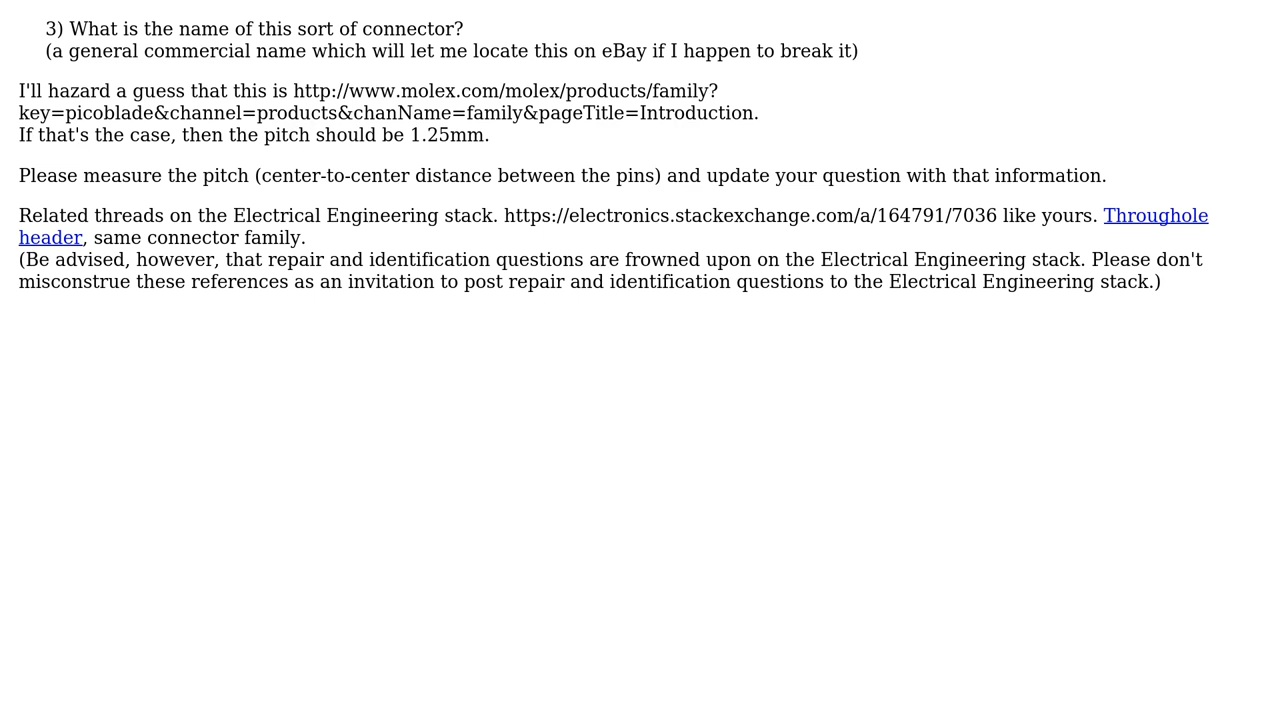 3) What is the name of this sort of connector?
(a general commercial name which will let me locate this on eBay if I happen to break it)
I'll hazard a guess that this is http://www.molex.com/molex/products/family?
key=picoblade&channel=products&chanName=family&pageTitle=Introduction.
If that's the case, then the pitch should be 1.25mm.
Please measure the pitch (center-to-center distance between the pins) and update your question with that information.
Related threads on the Electrical Engineering stack. https://electronics.stackexchange.com/a/164791/7036 like yours. Throughole
header, same connector family.
(Be advised, however, that repair and identification questions are frowned upon on the Electrical Engineering stack. Please don't
misconstrue these references as an invitation to post repair and identification questions to the Electrical Engineering stack.)